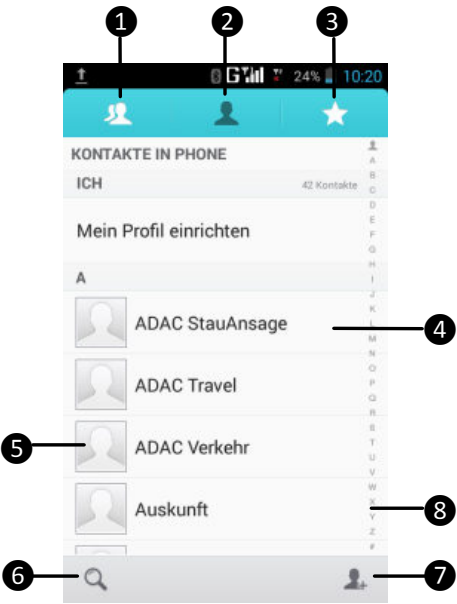 1 2 3
G 24% 10:20
KONTAKTE IN PHONE
ICH 42 Kontakte
Mein Profil einrichten
A
ADAC StauAnsage 4
ADAC Travel
5 ADAC Verkehr
Auskunft 8
6 7
A
B
C
D
E
F
G
H
I
J
K
L
M
N
O
P
Q
R
S
T
U
V
W
X
Y
Z
#